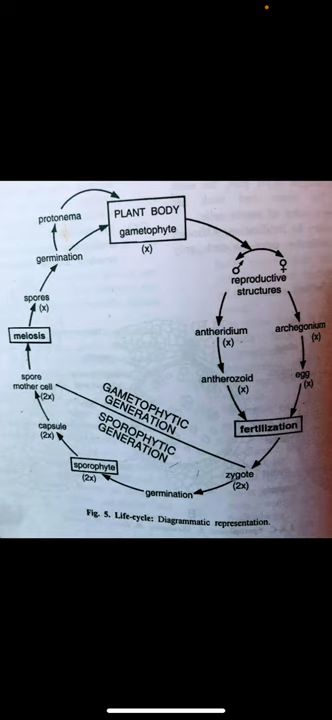 PLANT BODY
gametophyte
(x)
protonema
germination
spores
(x)
meiosis
spore
mother cell
(2x)
capsule
(2x)
sporophyte
(2x)
germination
zygote
(2x)
fertilization
♂
♀
reproductive
structures
antheridium
(x)
archegonium
(x)
antherozoid
(x)
egg
(x)
GAMETOPHYTIC
GENERATION
SPOROPHYTIC
GENERATION
Fig. 5. Life-cycle: Diagrammatic representation.